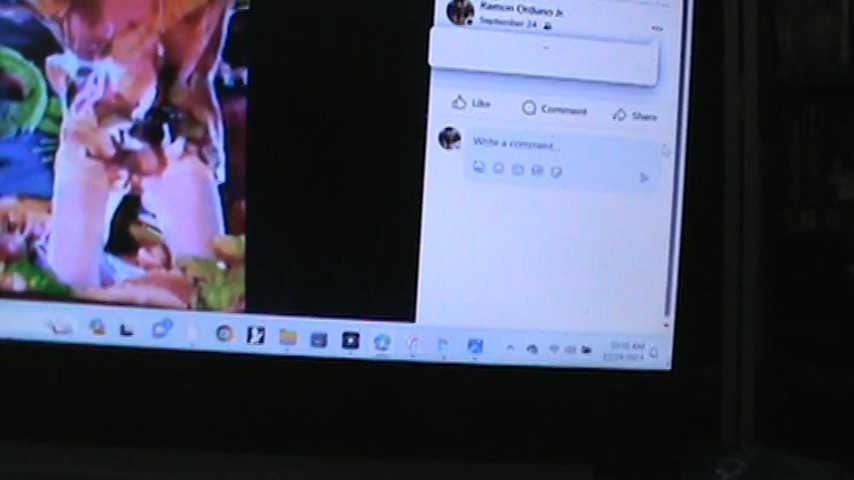 Ramon Orduno Jr.
September 24
Like Comment Share
Write a comment...